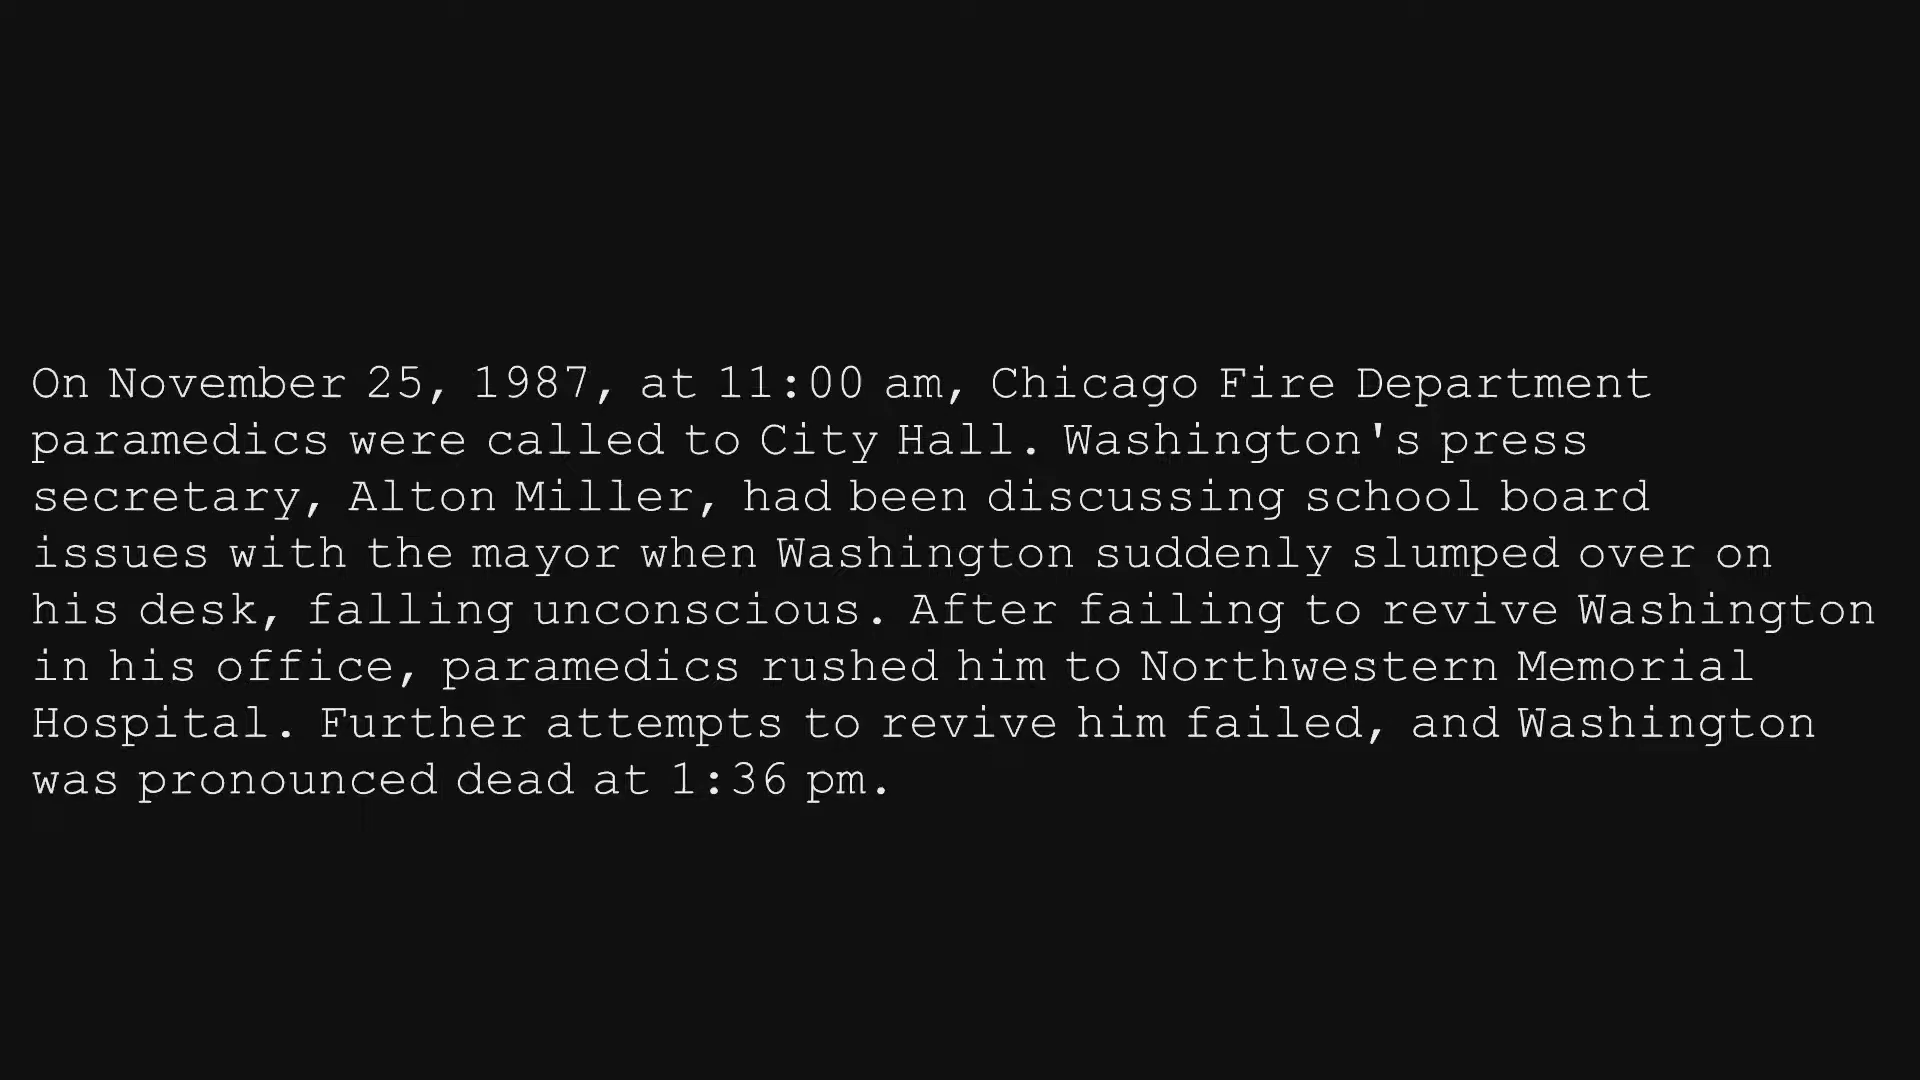 On November 25, 1987, at 11:00 am, Chicago Fire Department
paramedics were called to City Hall. Washington's press
secretary, Alton Miller, had been discussing school board
issues with the mayor when Washington suddenly slumped over on
his desk, falling unconscious. After failing to revive Washington
in his office, paramedics rushed him to Northwestern Memorial
Hospital. Further attempts to revive him failed, and Washington
was pronounced dead at 1:36 pm.